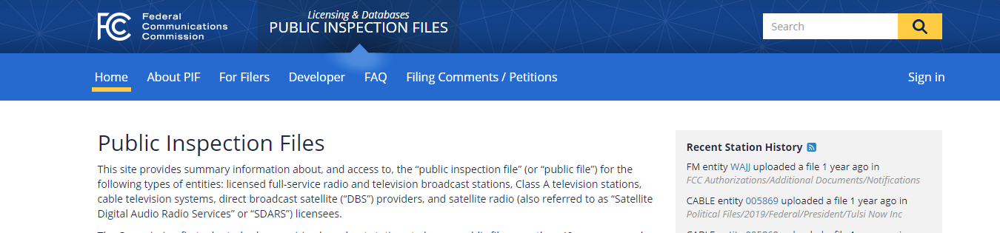 FCC
Federal
Communications
Commission
Licensing & Databases
PUBLIC INSPECTION FILES
Search
Home
About PIF
For Filers
Developer
FAQ
Filing Comments / Petitions
Sign in
Public Inspection Files
This site provides summary information about, and access to, the “public inspection file” (or “public file”) for the
following types of entities: licensed full-service radio and television broadcast stations, Class A television stations,
cable television systems, direct broadcast satellite (“DBS”) providers, and satellite radio (also referred to as “Satellite
Digital Audio Radio Services” or “SDARS”) licensees.
Recent Station History
FM entity WAJJ uploaded a file 1 year ago in
FCC Authorizations/Additional Documents/Notifications
CABLE entity 005869 uploaded a file 1 year ago in
Political Files/2019/Federal/President/Tulsi Now Inc